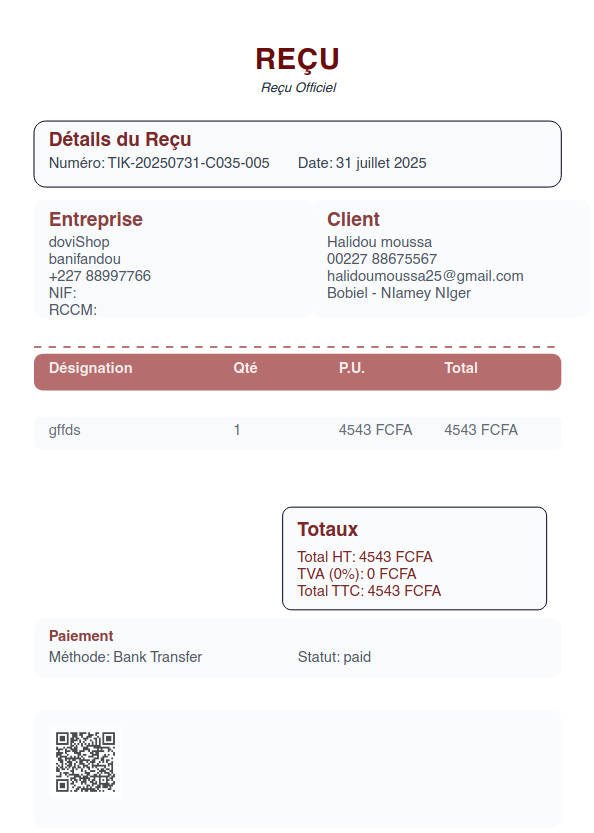 REÇU
Reçu Officiel
Détails du Reçu
Numéro: TIK-20250731-C035-005 Date: 31 juillet 2025
Entreprise
doviShop
banifandou
+227 88997766
NIF:
RCCM:
Client
Halidou moussa
00227 88675567
halidoumoussa25@gmail.com
Bobiel - NIamey NIger
Désignation Qté P.U. Total
gffds 1 4543 FCFA 4543 FCFA
Totaux
Total HT: 4543 FCFA
TVA (0%): 0 FCFA
Total TTC: 4543 FCFA
Paiement
Méthode: Bank Transfer Statut: paid